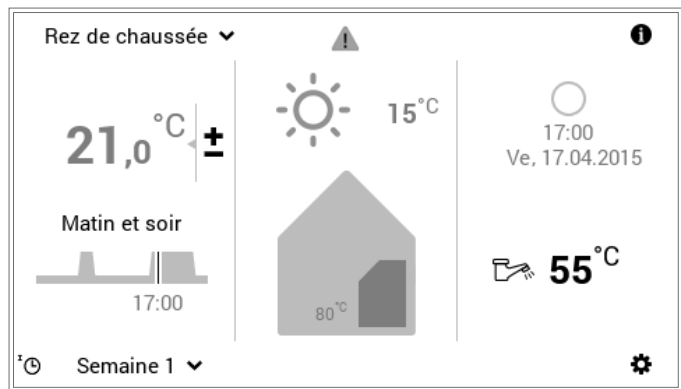 Rez de chaussée
21,0 °C
±
Matin et soir
17:00
15 °C
80 °C
17:00
Ve, 17.04.2015
55 °C
I
Semaine 1